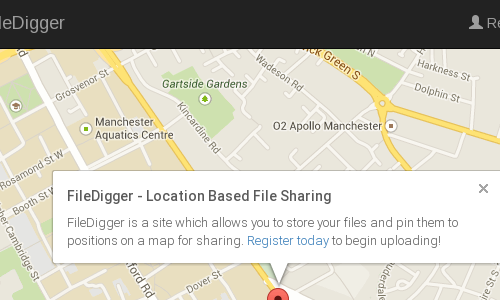 leDigger
Re
Grosvenor St
Gartside Gardens
Wadeson Rd
ck Green S
Harkness St
Dolphin St
Manchester
Aquatics Centre
Kincardine Rd
O2 Apollo Manchester
Rosamond St W
Booth St W
FileDigger - Location Based File Sharing
FileDigger is a site which allows you to store your files and pin them to
positions on a map for sharing. Register today to begin uploading!
er Cambridge St
ford Rd
Dover St